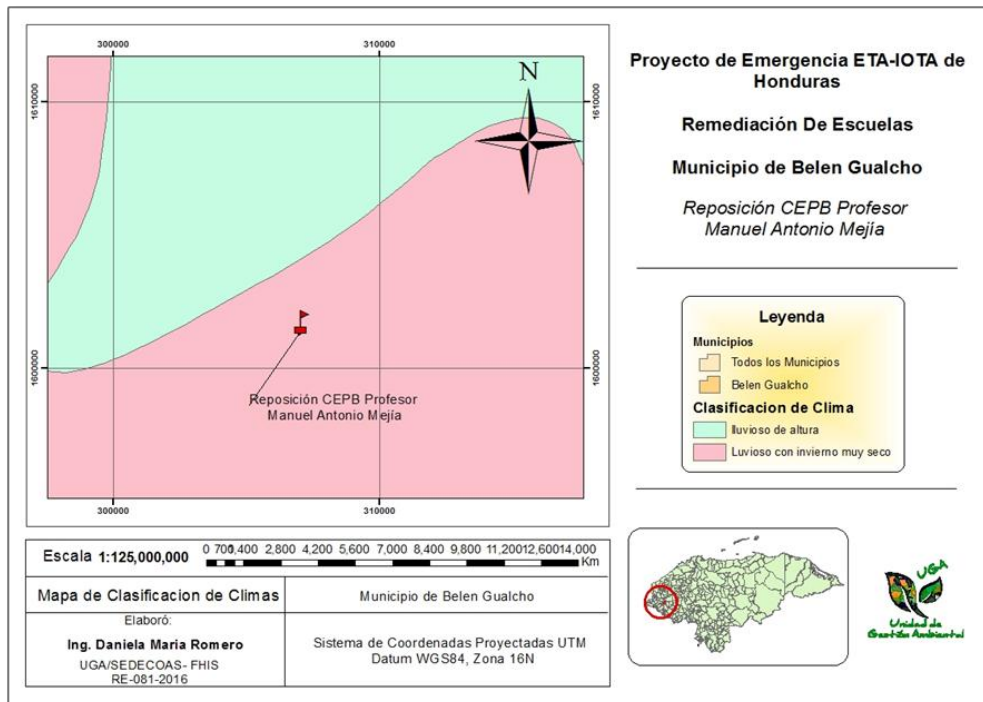 300000
310000
N
1610000
1610000
1600000
1600000
Reposición CEPB Profesor
Manuel Antonio Mejía
300000
310000
Proyecto de Emergencia ETA-IOTA de
Honduras
Remediación De Escuelas
Municipio de Belen Gualcho
Reposición CEPB Profesor
Manuel Antonio Mejía
Leyenda
Municipios
Todos los Municipios
Belen Gualcho
Clasificacion de Clima
lluvioso de altura
Luvioso con invierno muy seco
Escala 1:125,000,000
0 700 1,400 2,800 4,200 5,600 7,000 8,400 9,800 11,200 12,600 14,000
Km
Mapa de Clasificacion de Climas
Municipio de Belen Gualcho
Elaboró:
Ing. Daniela Maria Romero
UGA/SEDECOAS- FHIS
RE-081-2016
Sistema de Coordenadas Proyectadas UTM
Datum WGS84, Zona 16N
UGA
Unidad de
Gestión Ambiental